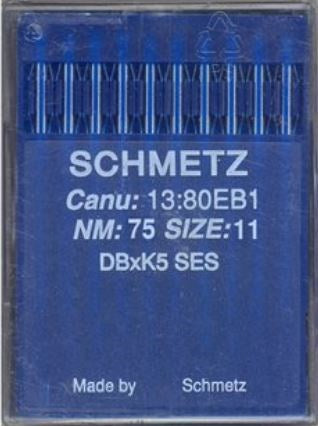 SCHMETZ
Canu: 13:80EB1
NM: 75 SIZE:11
DBxK5 SES
Made by Schmetz